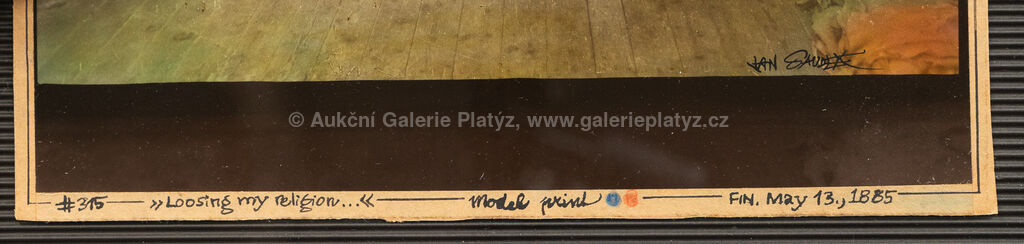 JAN SAUDEK
© Aukční Galerie Platýz, www.galerieplatyz.cz
#315 »Loosing my religion...« Model print FIN. May 13., 1885